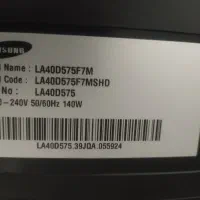 SAMSUNG
Name : LA40D575F7M
Code : LA40D575F7MSHD
No : LA40D575
240V 50/60Hz 140W
LA40D575.39JQA.055924